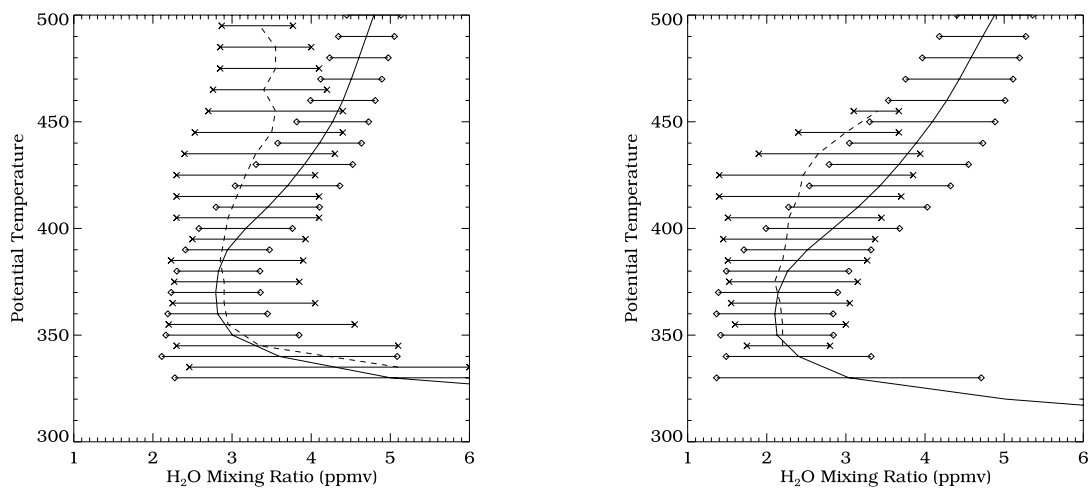 500
450
400
350
300
Potential Temperature
1 2 3 4 5 6
H₂O Mixing Ratio (ppmv)
500
450
400
350
300
Potential Temperature
1 2 3 4 5 6
H₂O Mixing Ratio (ppmv)